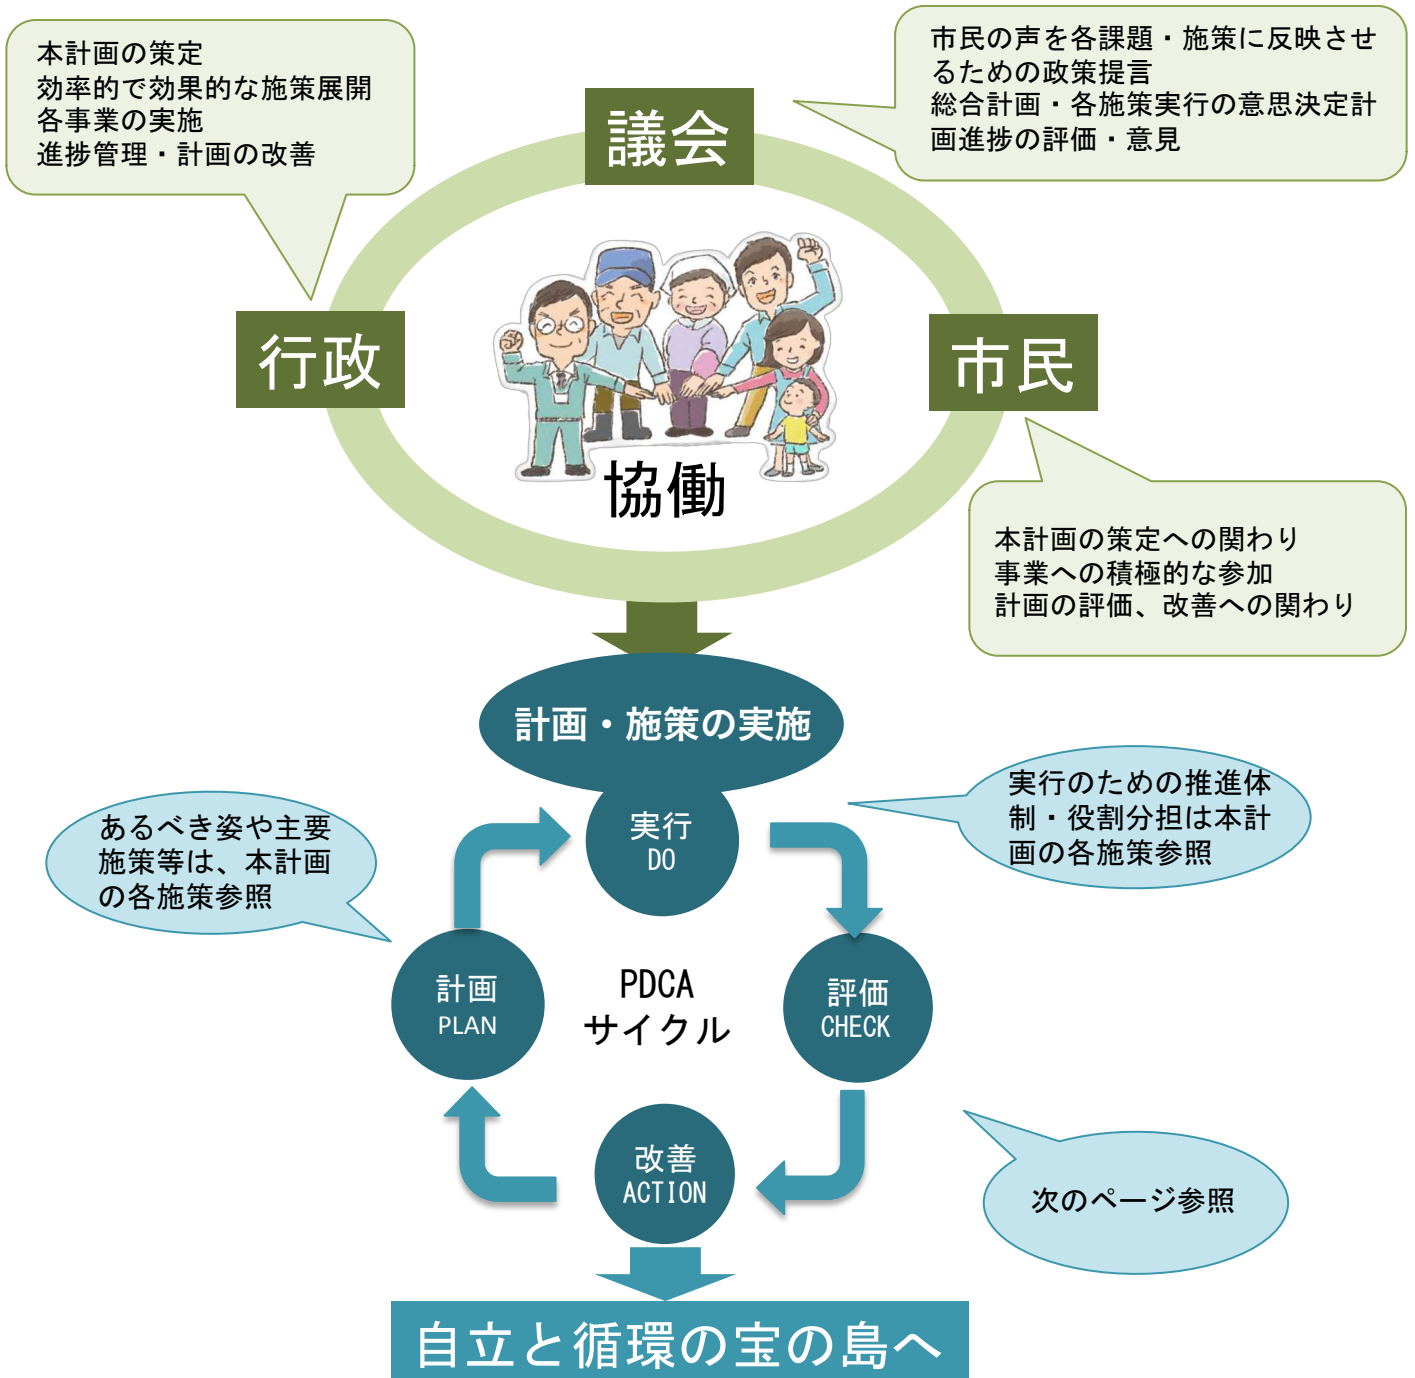 本計画の策定
効率的で効果的な施策展開
各事業の実施
進捗管理・計画の改善
市民の声を各課題・施策に反映させ
るための政策提言
総合計画・各施策実行の意思決定計
画進捗の評価・意見
議会
行政
市民
協働
本計画の策定への関わり
事業への積極的な参加
計画の評価、改善への関わり
計画・施策の実施
実行のための推進体
制・役割分担は本計
画の各施策参照
あるべき姿や主要
施策等は、本計画
の各施策参照
実行
DO
計画
PLAN
PDCA
サイクル
評価
CHECK
改善
ACTION
次のページ参照
自立と循環の宝の島へ